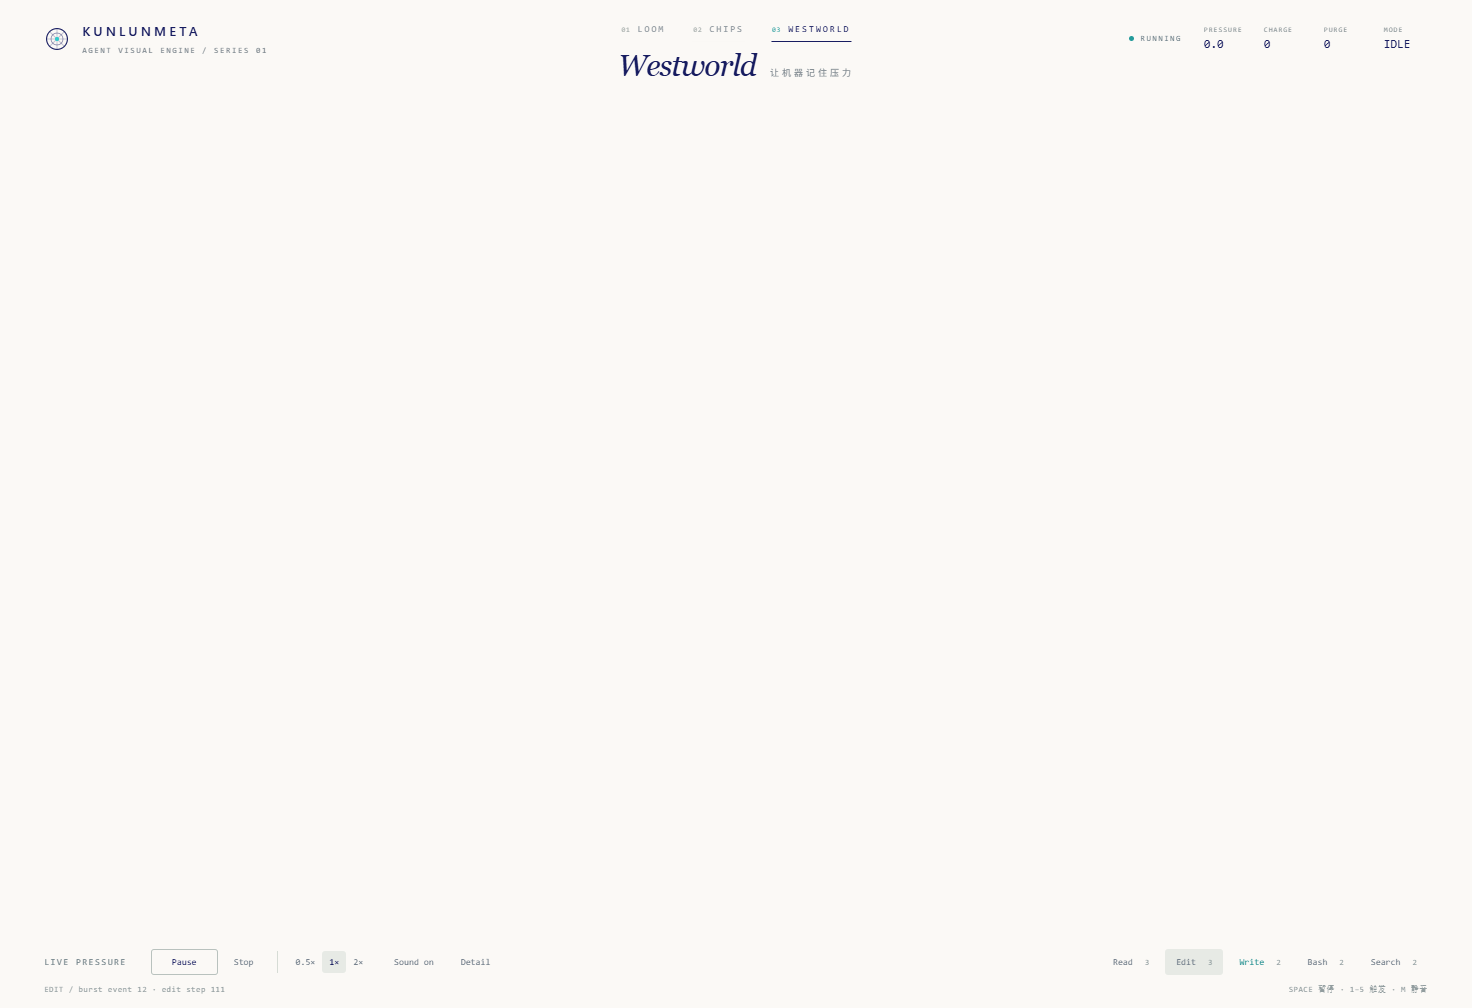 KUNLUNMETA
AGENT VISUAL ENGINE / SERIES 01
01 LOOM 02 CHIPS 03 WESTWORLD
Westworld 让机器记住压力
RUNNING
PRESSURE CHARGE PURGE MODE
0.0 0 0 IDLE
LIVE PRESSURE Pause Stop 0.5× 1× 2× Sound on Detail
Read 3 Edit 3 Write 2 Bash 2 Search 2
EDIT / burst event 12 · edit step 111
SPACE 暂停 · 1-5 触发 · M 静音